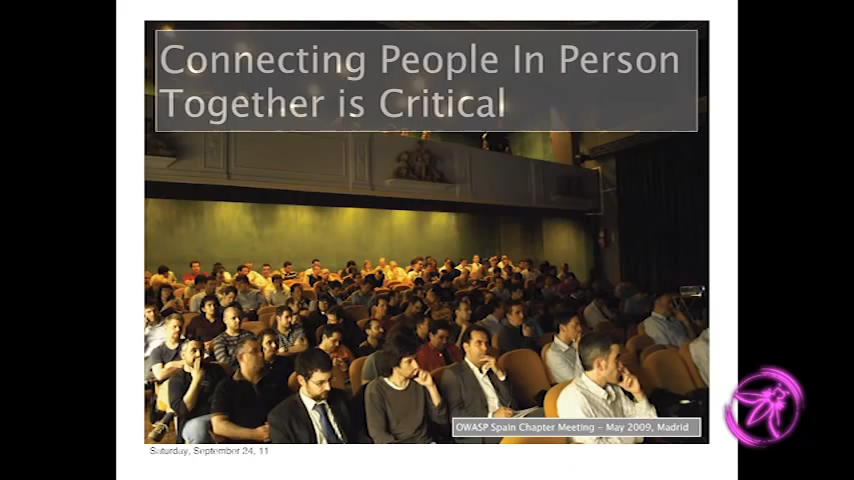 Connecting People In Person
Together is Critical
OWASP Spain Chapter Meeting - May 2009, Madrid
Saturday, September 24, 11